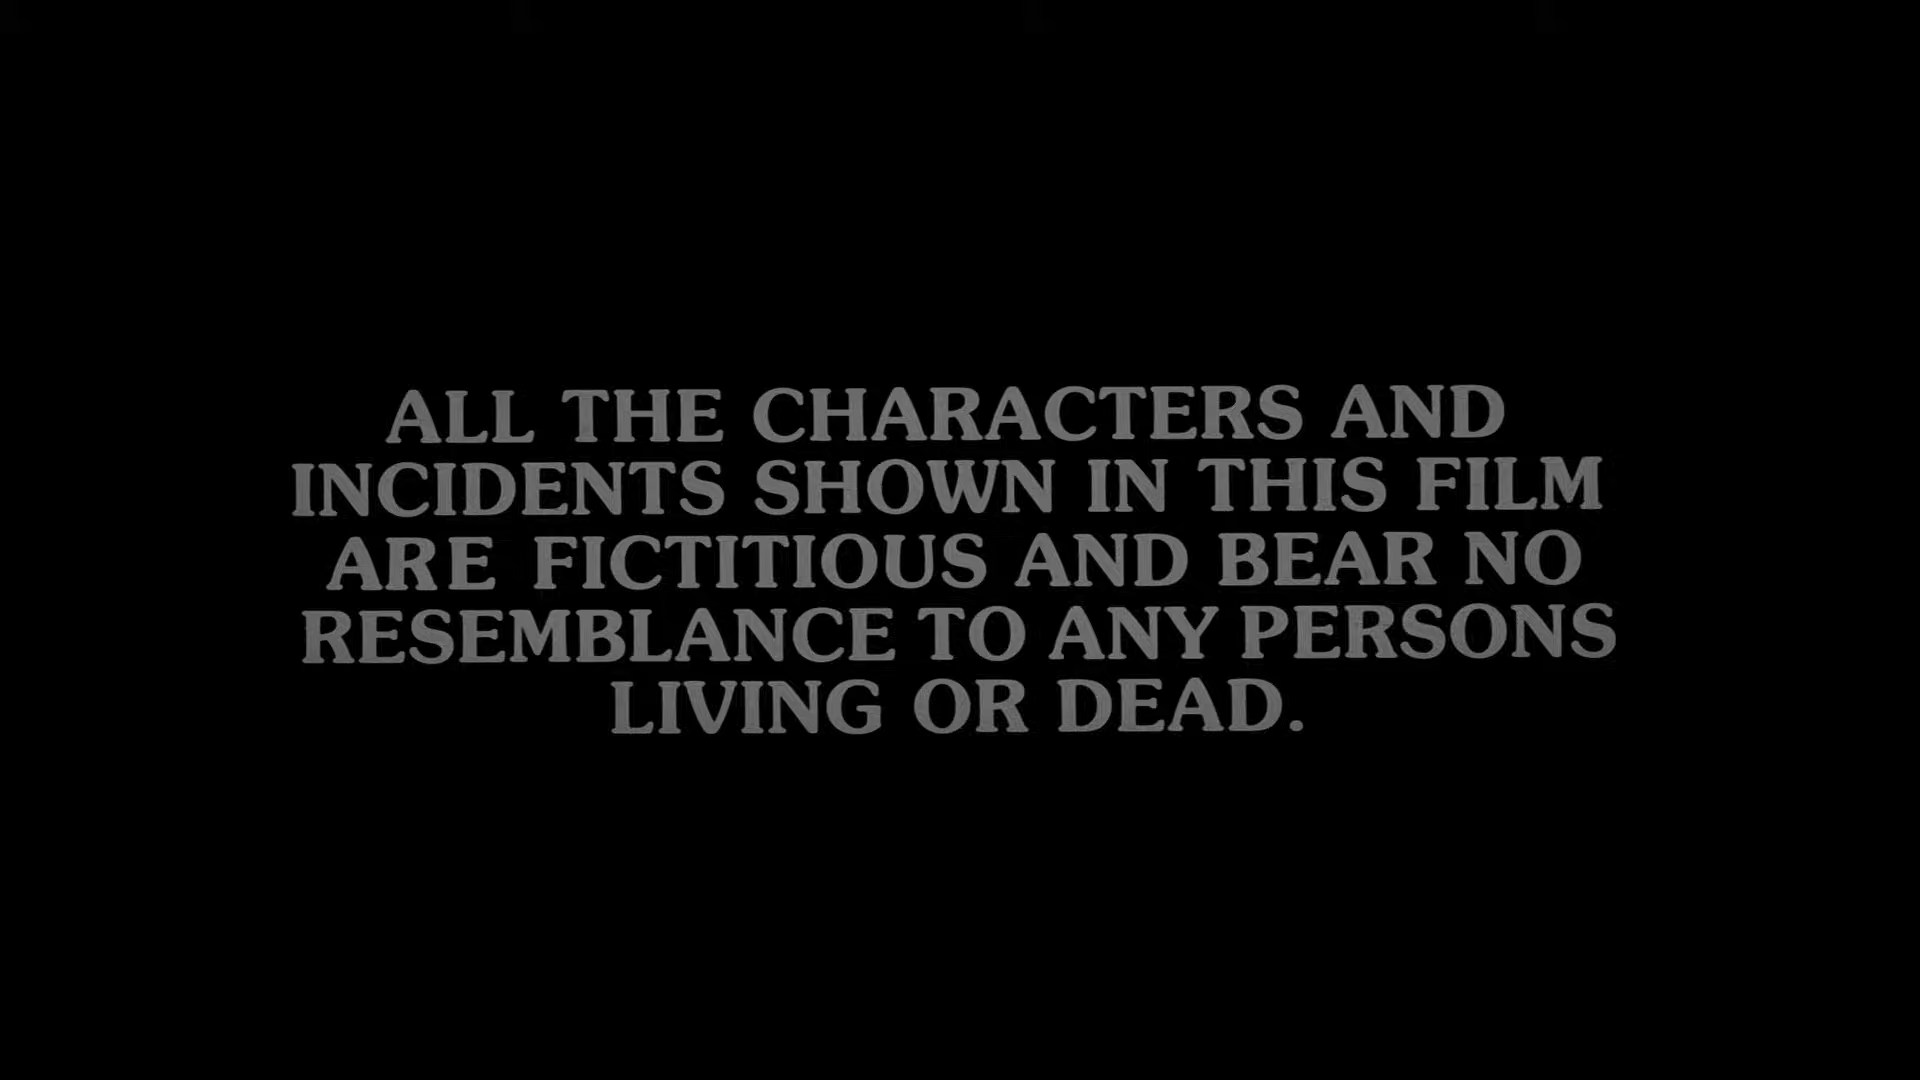 ALL THE CHARACTERS AND
INCIDENTS SHOWN IN THIS FILM
ARE FICTITIOUS AND BEAR NO
RESEMBLANCE TO ANY PERSONS
LIVING OR DEAD.